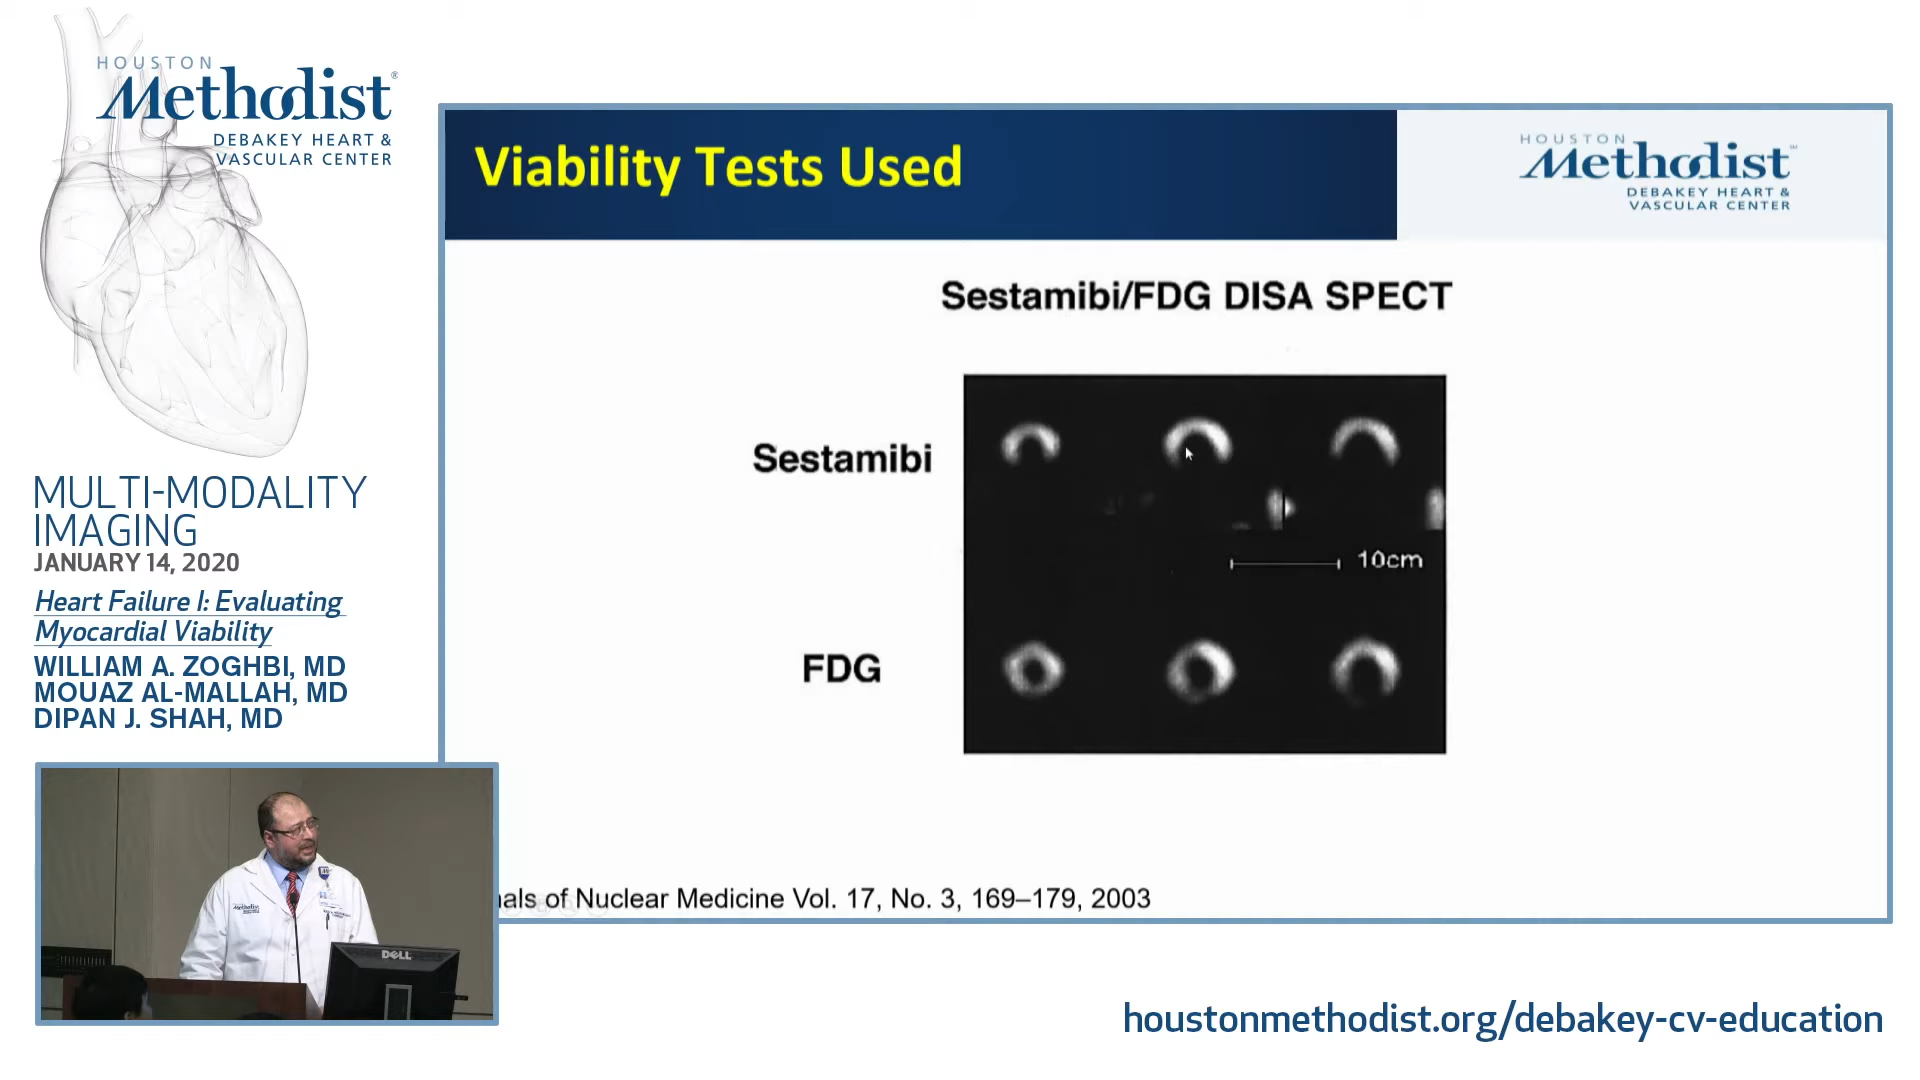 HOUSTON
Methodist®
DEBAKEY HEART &
VASCULAR CENTER
MULTI-MODALITY
IMAGING
JANUARY 14, 2020
Heart Failure I: Evaluating
Myocardial Viability
WILLIAM A. ZOGHBI, MD
MOUAZ AL-MALLAH, MD
DIPAN J. SHAH, MD
Viability Tests Used
HOUSTON
Methodist℠
DEBAKEY HEART &
VASCULAR CENTER
Sestamibi/FDG DISA SPECT
Sestamibi
10cm
FDG
of Nuclear Medicine Vol. 17, No. 3, 169–179, 2003
Methodist
DELL
houstonmethodist.org/debakey-cv-education